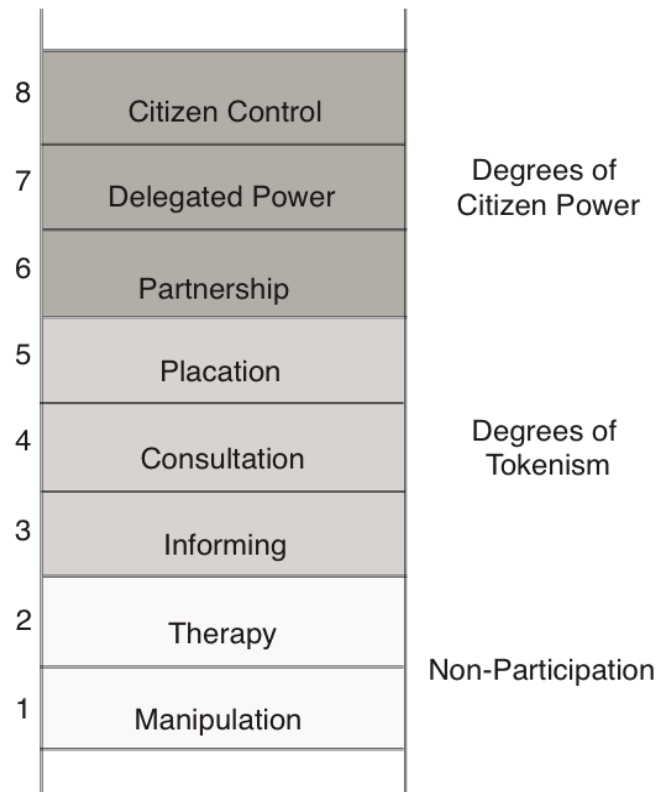 8
Citizen Control
7
Delegated Power
Degrees of
Citizen Power
6
Partnership
5
Placation
4
Consultation
Degrees of
Tokenism
3
Informing
2
Therapy
Non-Participation
1
Manipulation